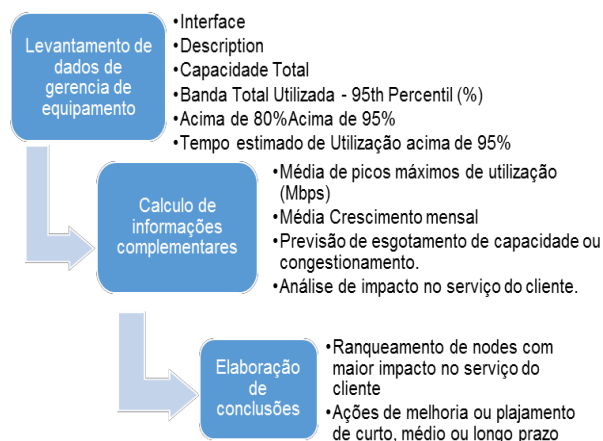 Levantamento de
dados de
gerencia de
equipamento
•Interface
•Description
•Capacidade Total
•Banda Total Utilizada - 95th Percentil (%)
•Acima de 80%Acima de 95%
•Tempo estimado de Utilização acima de 95%
Calculo de
informações
complementares
•Média de picos máximos de utilização
(Mbps)
•Média Crescimento mensal
•Previsão de esgotamento de capacidade ou
congestionamento.
•Análise de impacto no serviço do cliente.
Elaboração
de
conclusões
•Ranqueamento de nodes com
maior impacto no serviço do
cliente
•Ações de melhoria ou plajamento
de curto, médio ou longo prazo